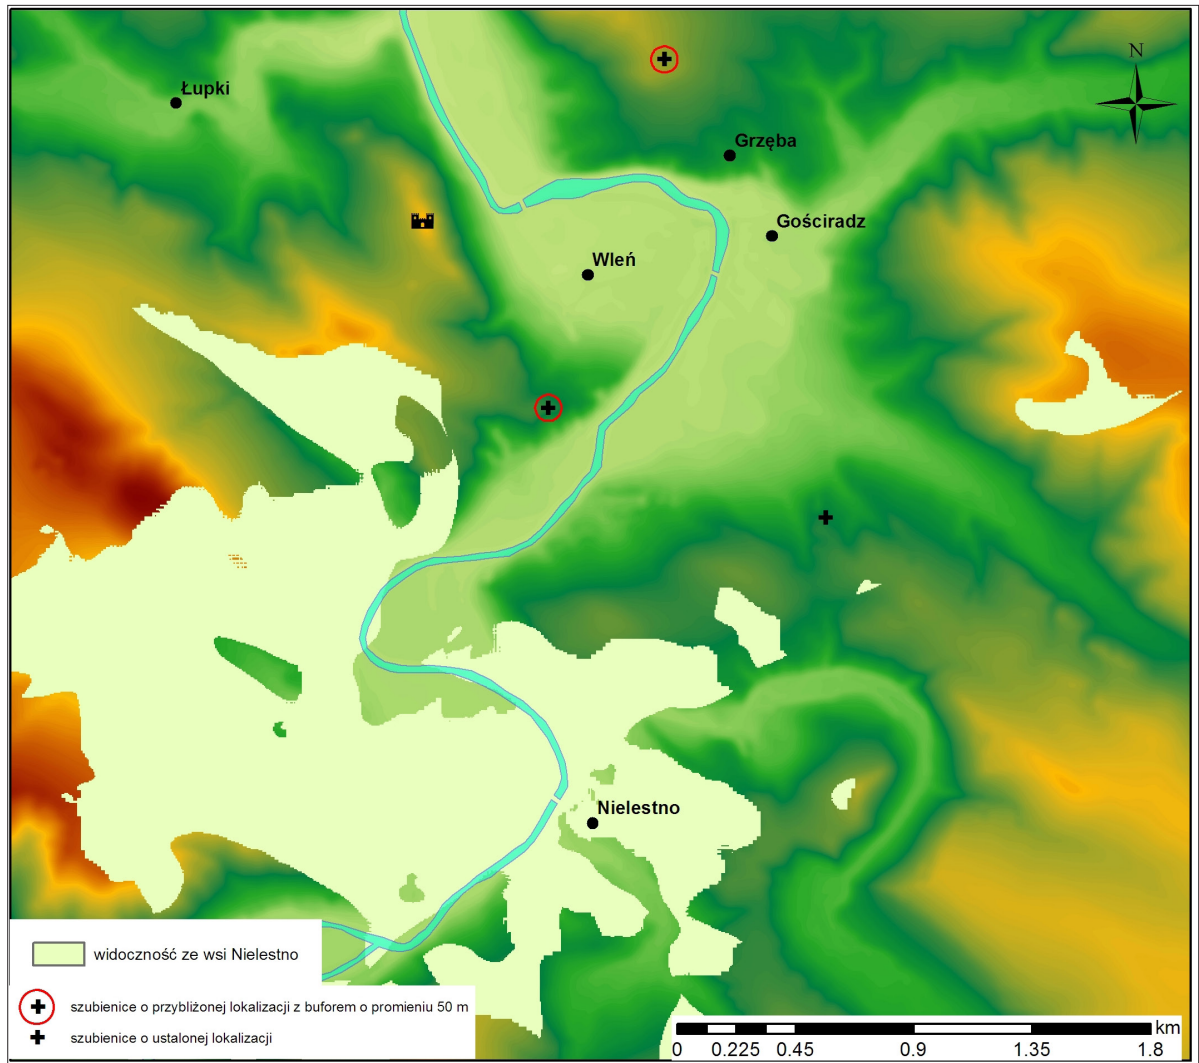 N
Łupki
Grzęba
Gościradz
Wleń
Nielestno
widoczność ze wsi Nielestno
szubienice o przybliżonej lokalizacji z buforem o promieniu 50 m
szubienice o ustalonej lokalizacji
km
0 0.225 0.45 0.9 1.35 1.8